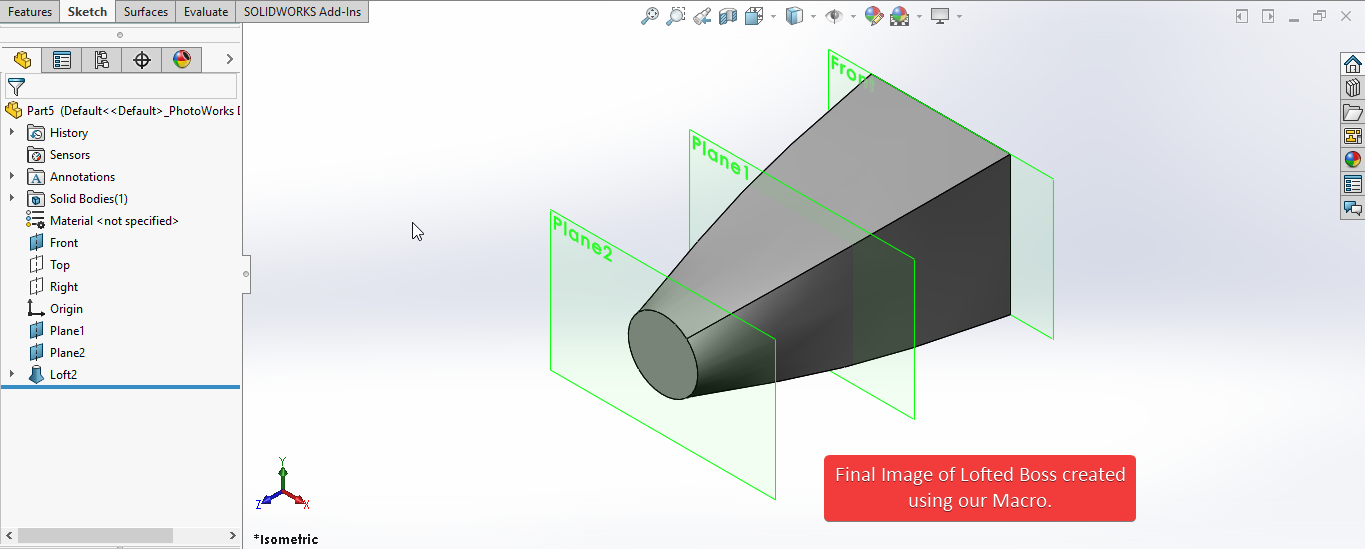 Features Sketch Surfaces Evaluate SOLIDWORKS Add-Ins
Part5 (Default<<Default>_PhotoWorks
History
Sensors
Annotations
Solid Bodies(1)
Material <not specified>
Front
Top
Right
Origin
Plane1
Plane2
Loft2
Front
Plane1
Plane2
Y
Z
X
*Isometric
Final Image of Lofted Boss created
using our Macro.